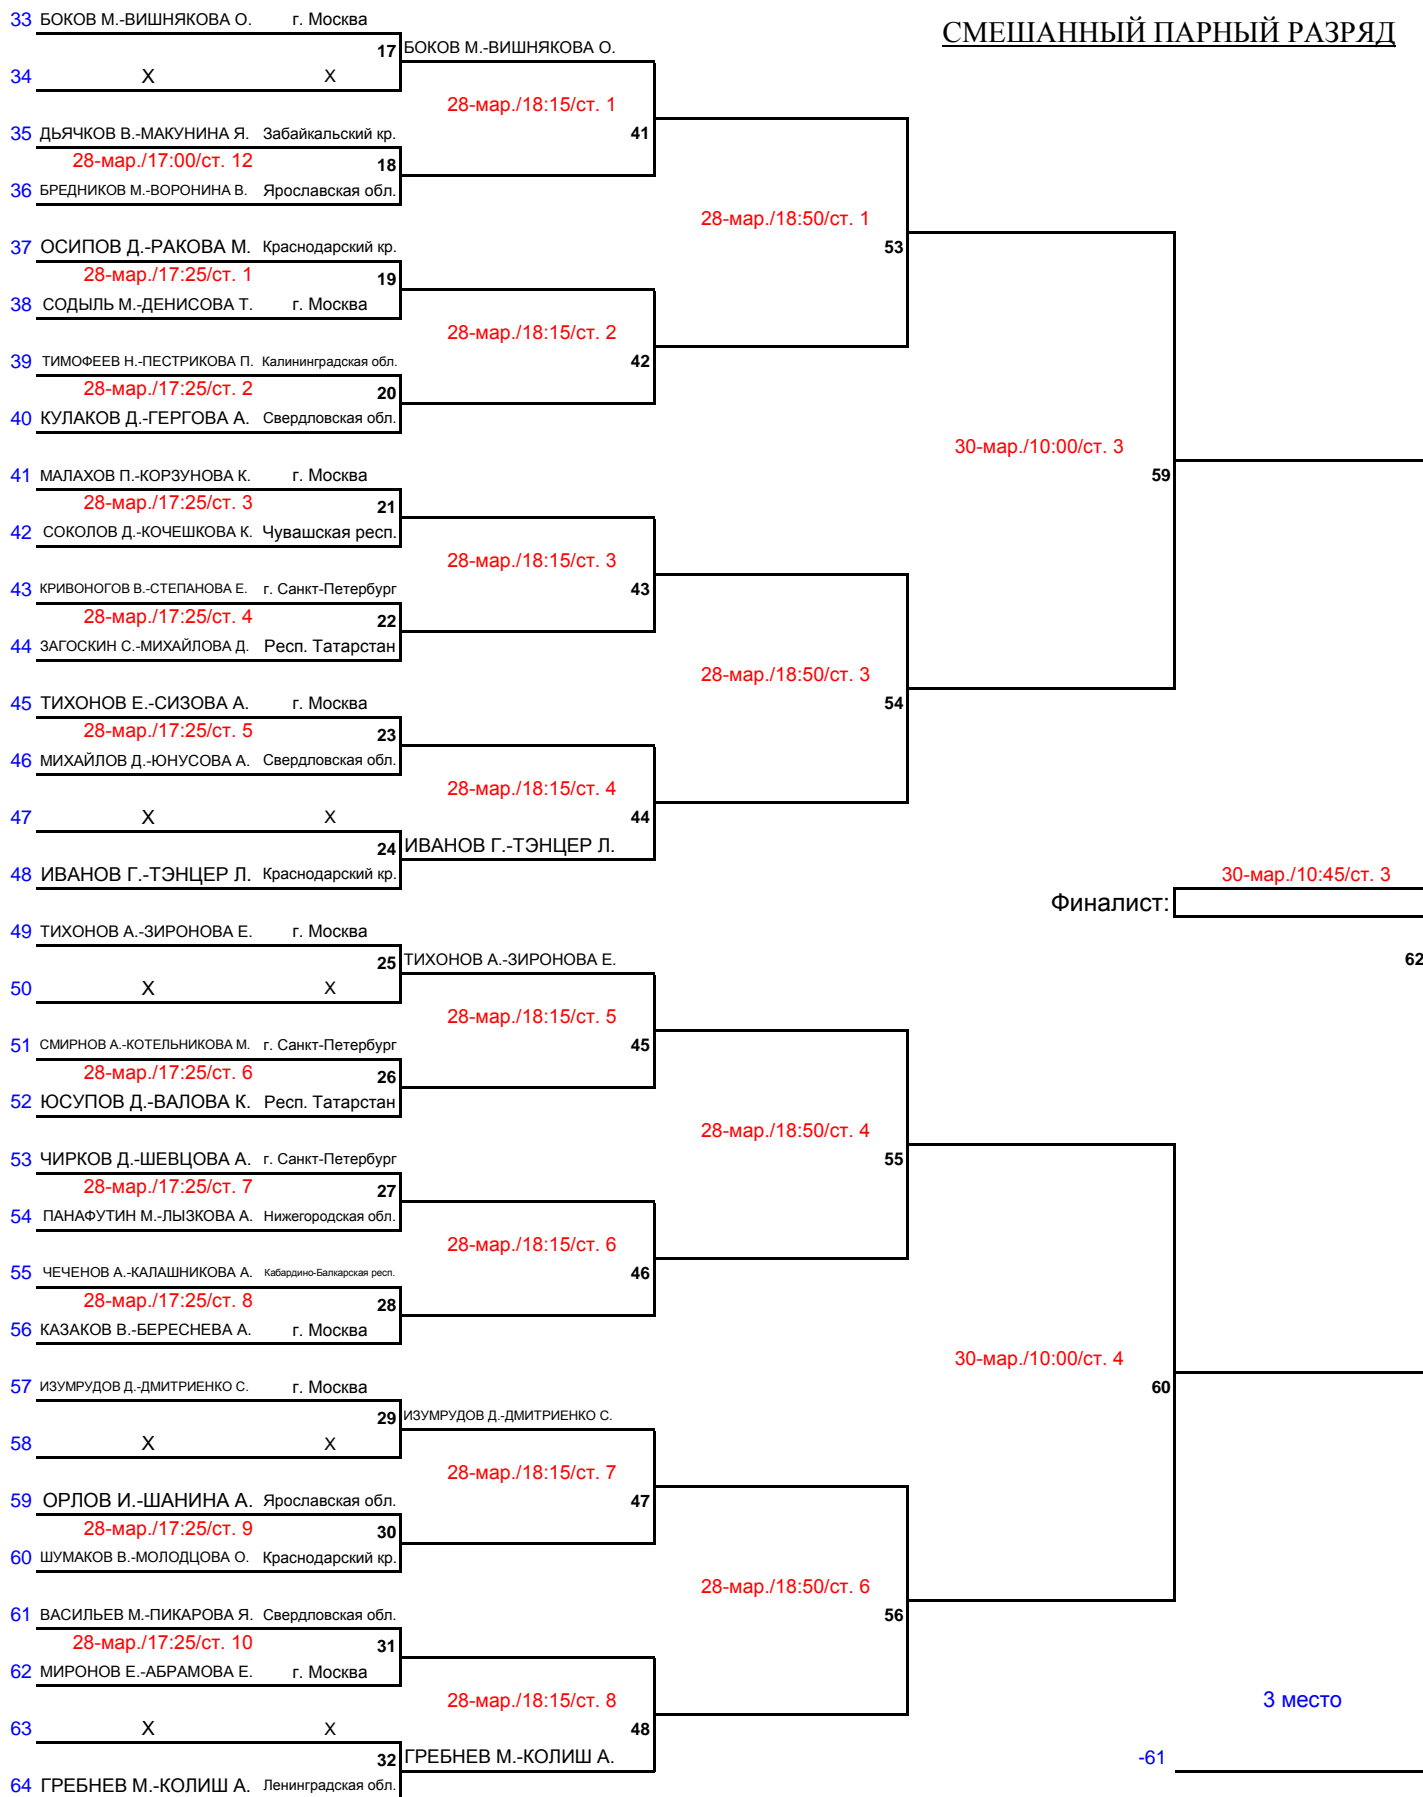 СМЕШАННЫЙ ПАРНЫЙ РАЗРЯД
33 БОКОВ М.-ВИШНЯКОВА О. г. Москва
17 БОКОВ М.-ВИШНЯКОВА О.
34 X X
28-мар./18:15/ст. 1
35 ДЬЯЧКОВ В.-МАКУНИНА Я. Забайкальский кр.
41
28-мар./17:00/ст. 12 18
36 БРЕДНИКОВ М.-ВОРОНИНА В. Ярославская обл.
28-мар./18:50/ст. 1
37 ОСИПОВ Д.-РАКОВА М. Краснодарский кр.
53
28-мар./17:25/ст. 1 19
38 СОДЫЛЬ М.-ДЕНИСОВА Т. г. Москва
28-мар./18:15/ст. 2
39 ТИМОФЕЕВ Н.-ПЕСТРИКОВА П. Калининградская обл.
42
28-мар./17:25/ст. 2 20
40 КУЛАКОВ Д.-ГЕРГОВА А. Свердловская обл.
30-мар./10:00/ст. 3
41 МАЛАХОВ П.-КОРЗУНОВА К. г. Москва
59
28-мар./17:25/ст. 3 21
42 СОКОЛОВ Д.-КОЧЕШКОВА К. Чувашская респ.
28-мар./18:15/ст. 3
43 КРИВОНОГОВ В.-СТЕПАНОВА Е. г. Санкт-Петербург
43
28-мар./17:25/ст. 4 22
44 ЗАГОСКИН С.-МИХАЙЛОВА Д. Респ. Татарстан
28-мар./18:50/ст. 3
45 ТИХОНОВ Е.-СИЗОВА А. г. Москва
54
28-мар./17:25/ст. 5 23
46 МИХАЙЛОВ Д.-ЮНУСОВА А. Свердловская обл.
28-мар./18:15/ст. 4
47 X X
44
24 ИВАНОВ Г.-ТЭНЦЕР Л.
48 ИВАНОВ Г.-ТЭНЦЕР Л. Краснодарский кр.
30-мар./10:45/ст. 3
Финалист:
49 ТИХОНОВ А.-ЗИРОНОВА Е. г. Москва
25 ТИХОНОВ А.-ЗИРОНОВА Е.
62
50 X X
28-мар./18:15/ст. 5
51 СМИРНОВ А.-КОТЕЛЬНИКОВА М. г. Санкт-Петербург
45
28-мар./17:25/ст. 6 26
52 ЮСУПОВ Д.-ВАЛОВА К. Респ. Татарстан
28-мар./18:50/ст. 4
53 ЧИРКОВ Д.-ШЕВЦОВА А. г. Санкт-Петербург
55
28-мар./17:25/ст. 7 27
54 ПАНАФУТИН М.-ЛЫЗКОВА А. Нижегородская обл.
28-мар./18:15/ст. 6
55 ЧЕЧЕНОВ А.-КАЛАШНИКОВА А. Кабардино-Балкарская респ.
46
28-мар./17:25/ст. 8 28
56 КАЗАКОВ В.-БЕРЕСНЕВА А. г. Москва
30-мар./10:00/ст. 4
57 ИЗУМРУДОВ Д.-ДМИТРИЕНКО С. г. Москва
60
29 ИЗУМРУДОВ Д.-ДМИТРИЕНКО С.
58 X X
28-мар./18:15/ст. 7
59 ОРЛОВ И.-ШАНИНА А. Ярославская обл.
47
28-мар./17:25/ст. 9 30
60 ШУМАКОВ В.-МОЛОДЦОВА О. Краснодарский кр.
28-мар./18:50/ст. 6
61 ВАСИЛЬЕВ М.-ПИКАРОВА Я. Свердловская обл.
56
28-мар./17:25/ст. 10 31
62 МИРОНОВ Е.-АБРАМОВА Е. г. Москва
28-мар./18:15/ст. 8
3 место
63 X X
48
32 ГРЕБНЕВ М.-КОЛИШ А.
-61
64 ГРЕБНЕВ М.-КОЛИШ А. Ленинградская обл.